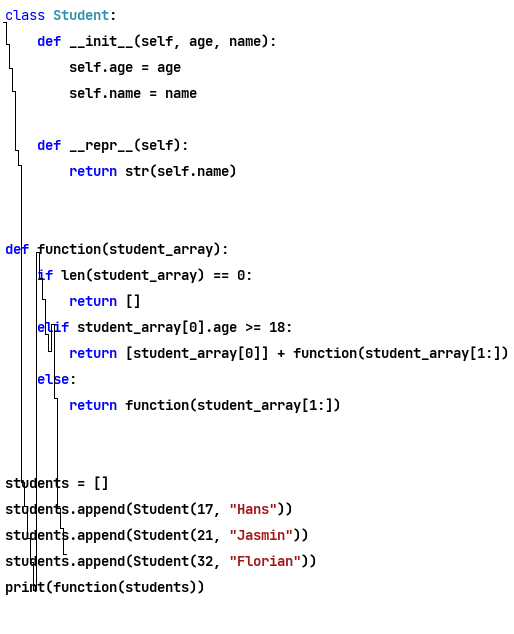 class Student:
    def __init__(self, age, name):
        self.age = age
        self.name = name
    def __repr__(self):
        return str(self.name)
def function(student_array):
    if len(student_array) == 0:
        return []
    elif student_array[0].age >= 18:
        return [student_array[0]] + function(student_array[1:])
    else:
        return function(student_array[1:])
students = []
students.append(Student(17, "Hans"))
students.append(Student(21, "Jasmin"))
students.append(Student(32, "Florian"))
print(function(students))